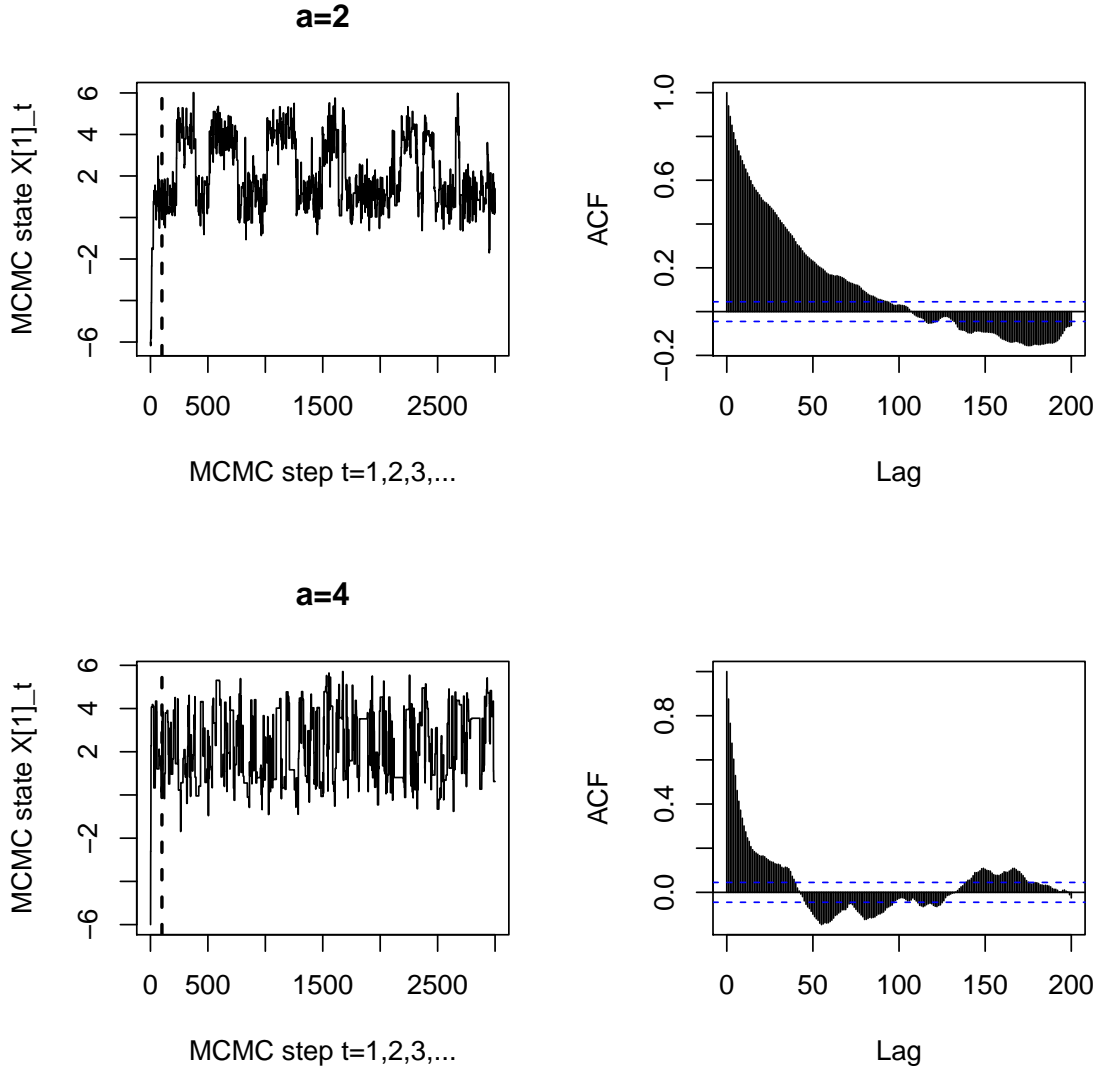 a=2
MCMC state X[1]_t
6
4
2
−2
−6
0 500 1500 2500
MCMC step t=1,2,3,...
ACF
1.0
0.6
0.2
−0.2
0 50 100 150 200
Lag
a=4
MCMC state X[1]_t
6
4
2
−2
−6
0 500 1500 2500
MCMC step t=1,2,3,...
ACF
0.8
0.4
0.0
0 50 100 150 200
Lag